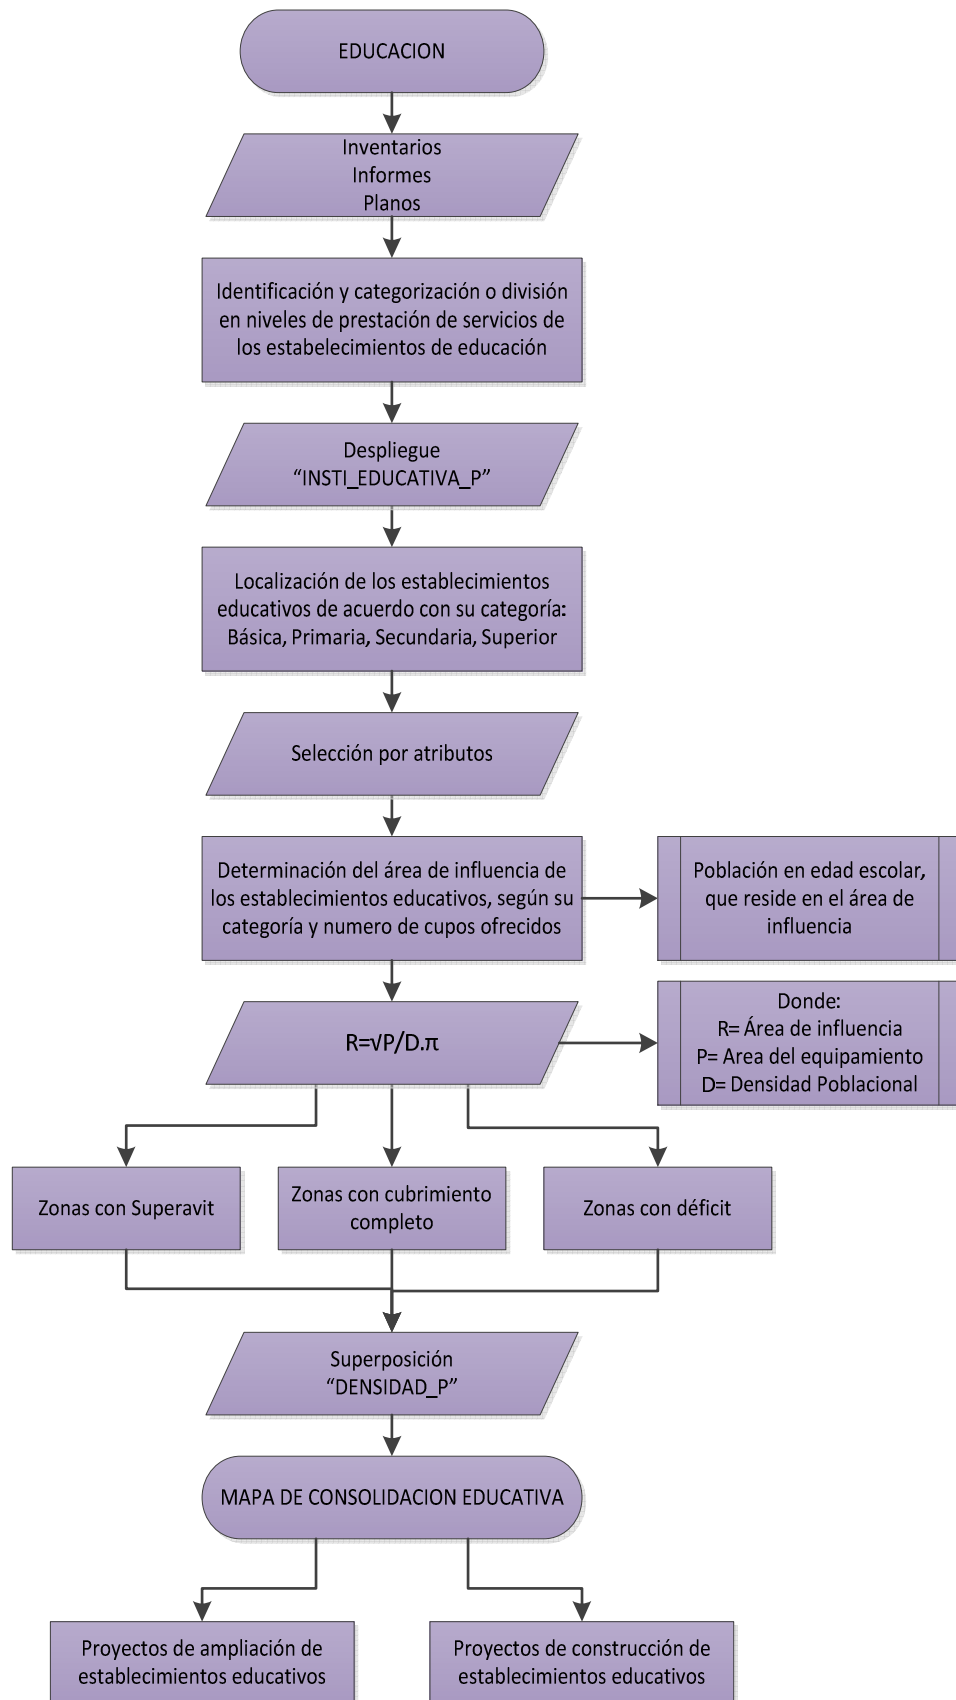 EDUCACION
Inventarios
Informes
Planos
Identificación y categorización o división
en niveles de prestación de servicios de
los estabelecimientos de educación
Despliegue
“INSTI_EDUCATIVA_P”
Localización de los establecimientos
educativos de acuerdo con su categoría:
Básica, Primaria, Secundaria, Superior
Selección por atributos
Determinación del área de influencia de
los establecimientos educativos, según su
categoría y numero de cupos ofrecidos
Población en edad escolar,
que reside en el área de
influencia
R=√P/D.π
Donde:
R= Área de influencia
P= Area del equipamiento
D= Densidad Poblacional
Zonas con Superavit
Zonas con cubrimiento
completo
Zonas con déficit
Superposición
“DENSIDAD_P”
MAPA DE CONSOLIDACION EDUCATIVA
Proyectos de ampliación de
establecimientos educativos
Proyectos de construcción de
establecimientos educativos